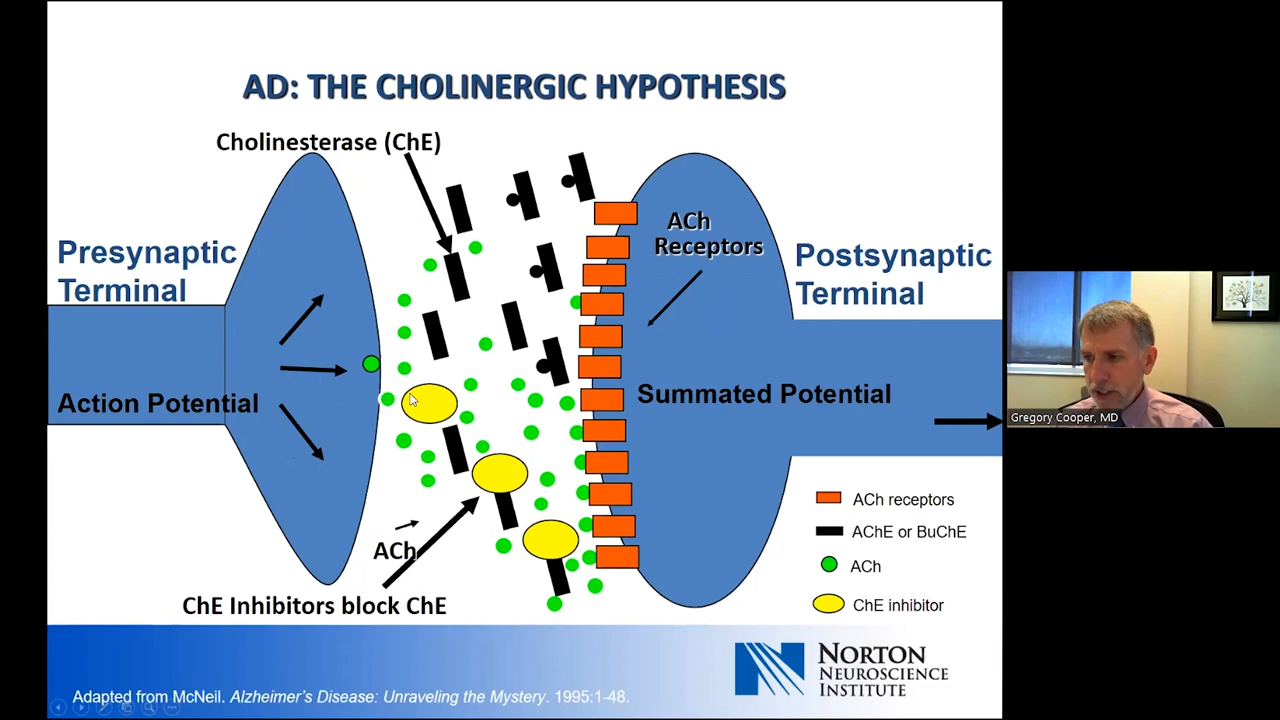 AD: THE CHOLINERGIC HYPOTHESIS
Cholinesterase (ChE)
ACh
Receptors
Presynaptic
Terminal
Postsynaptic
Terminal
Action Potential
Summated Potential
Gregory Cooper, MD
ACh receptors
AChE or BuChE
ACh
ChE inhibitor
ACh
ChE Inhibitors block ChE
NORTON
NEUROSCIENCE
INSTITUTE
Adapted from McNeil. Alzheimer's Disease: Unraveling the Mystery. 1995:1-48.